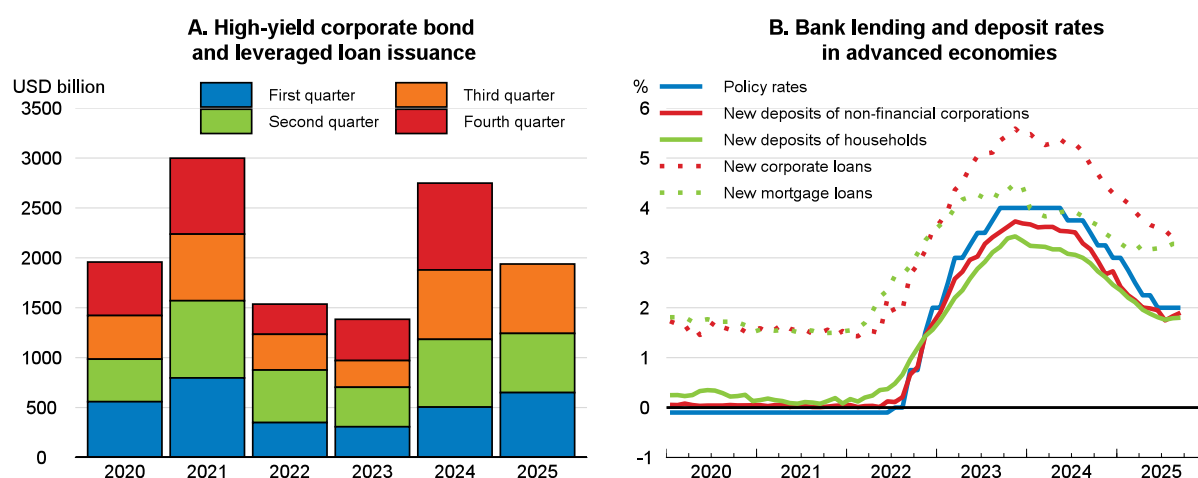 A. High-yield corporate bond
and leveraged loan issuance
USD billion
First quarter
Third quarter
Second quarter
Fourth quarter
3500
3000
2500
2000
1500
1000
500
0
2020 2021 2022 2023 2024 2025
B. Bank lending and deposit rates
in advanced economies
%
Policy rates
New deposits of non-financial corporations
New deposits of households
New corporate loans
New mortgage loans
6
5
4
3
2
1
0
-1
2020 2021 2022 2023 2024 2025